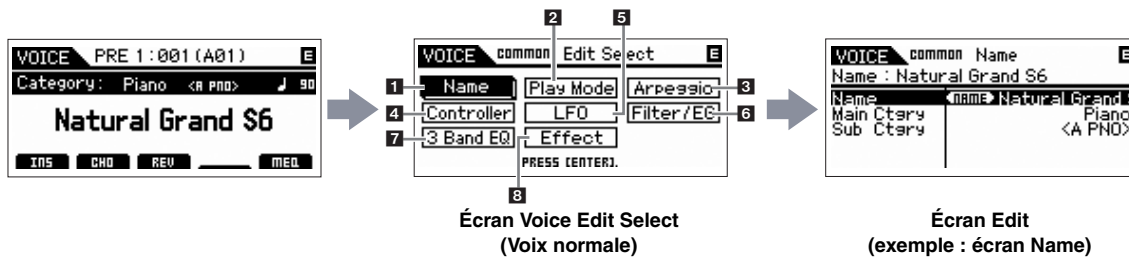 2 5
VOICE PRE 1:001(A01) E
Category: Piano <A PNO> ♩ 90
Natural Grand S6
INS CHO REV MEQ
VOICE common Edit Select E
1 Name Play Mode Arpeggio 3
4 Controller LFO Filter/EG 6
7 3 Band EQ Effect
PRESS [ENTER].
8
Écran Voice Edit Select
(Voix normale)
VOICE common Name E
Name : Natural Grand S6
Name NAME Natural Grand S
Main Ctgry Piano
Sub Ctgry <A PNO>
Écran Edit
(exemple : écran Name)